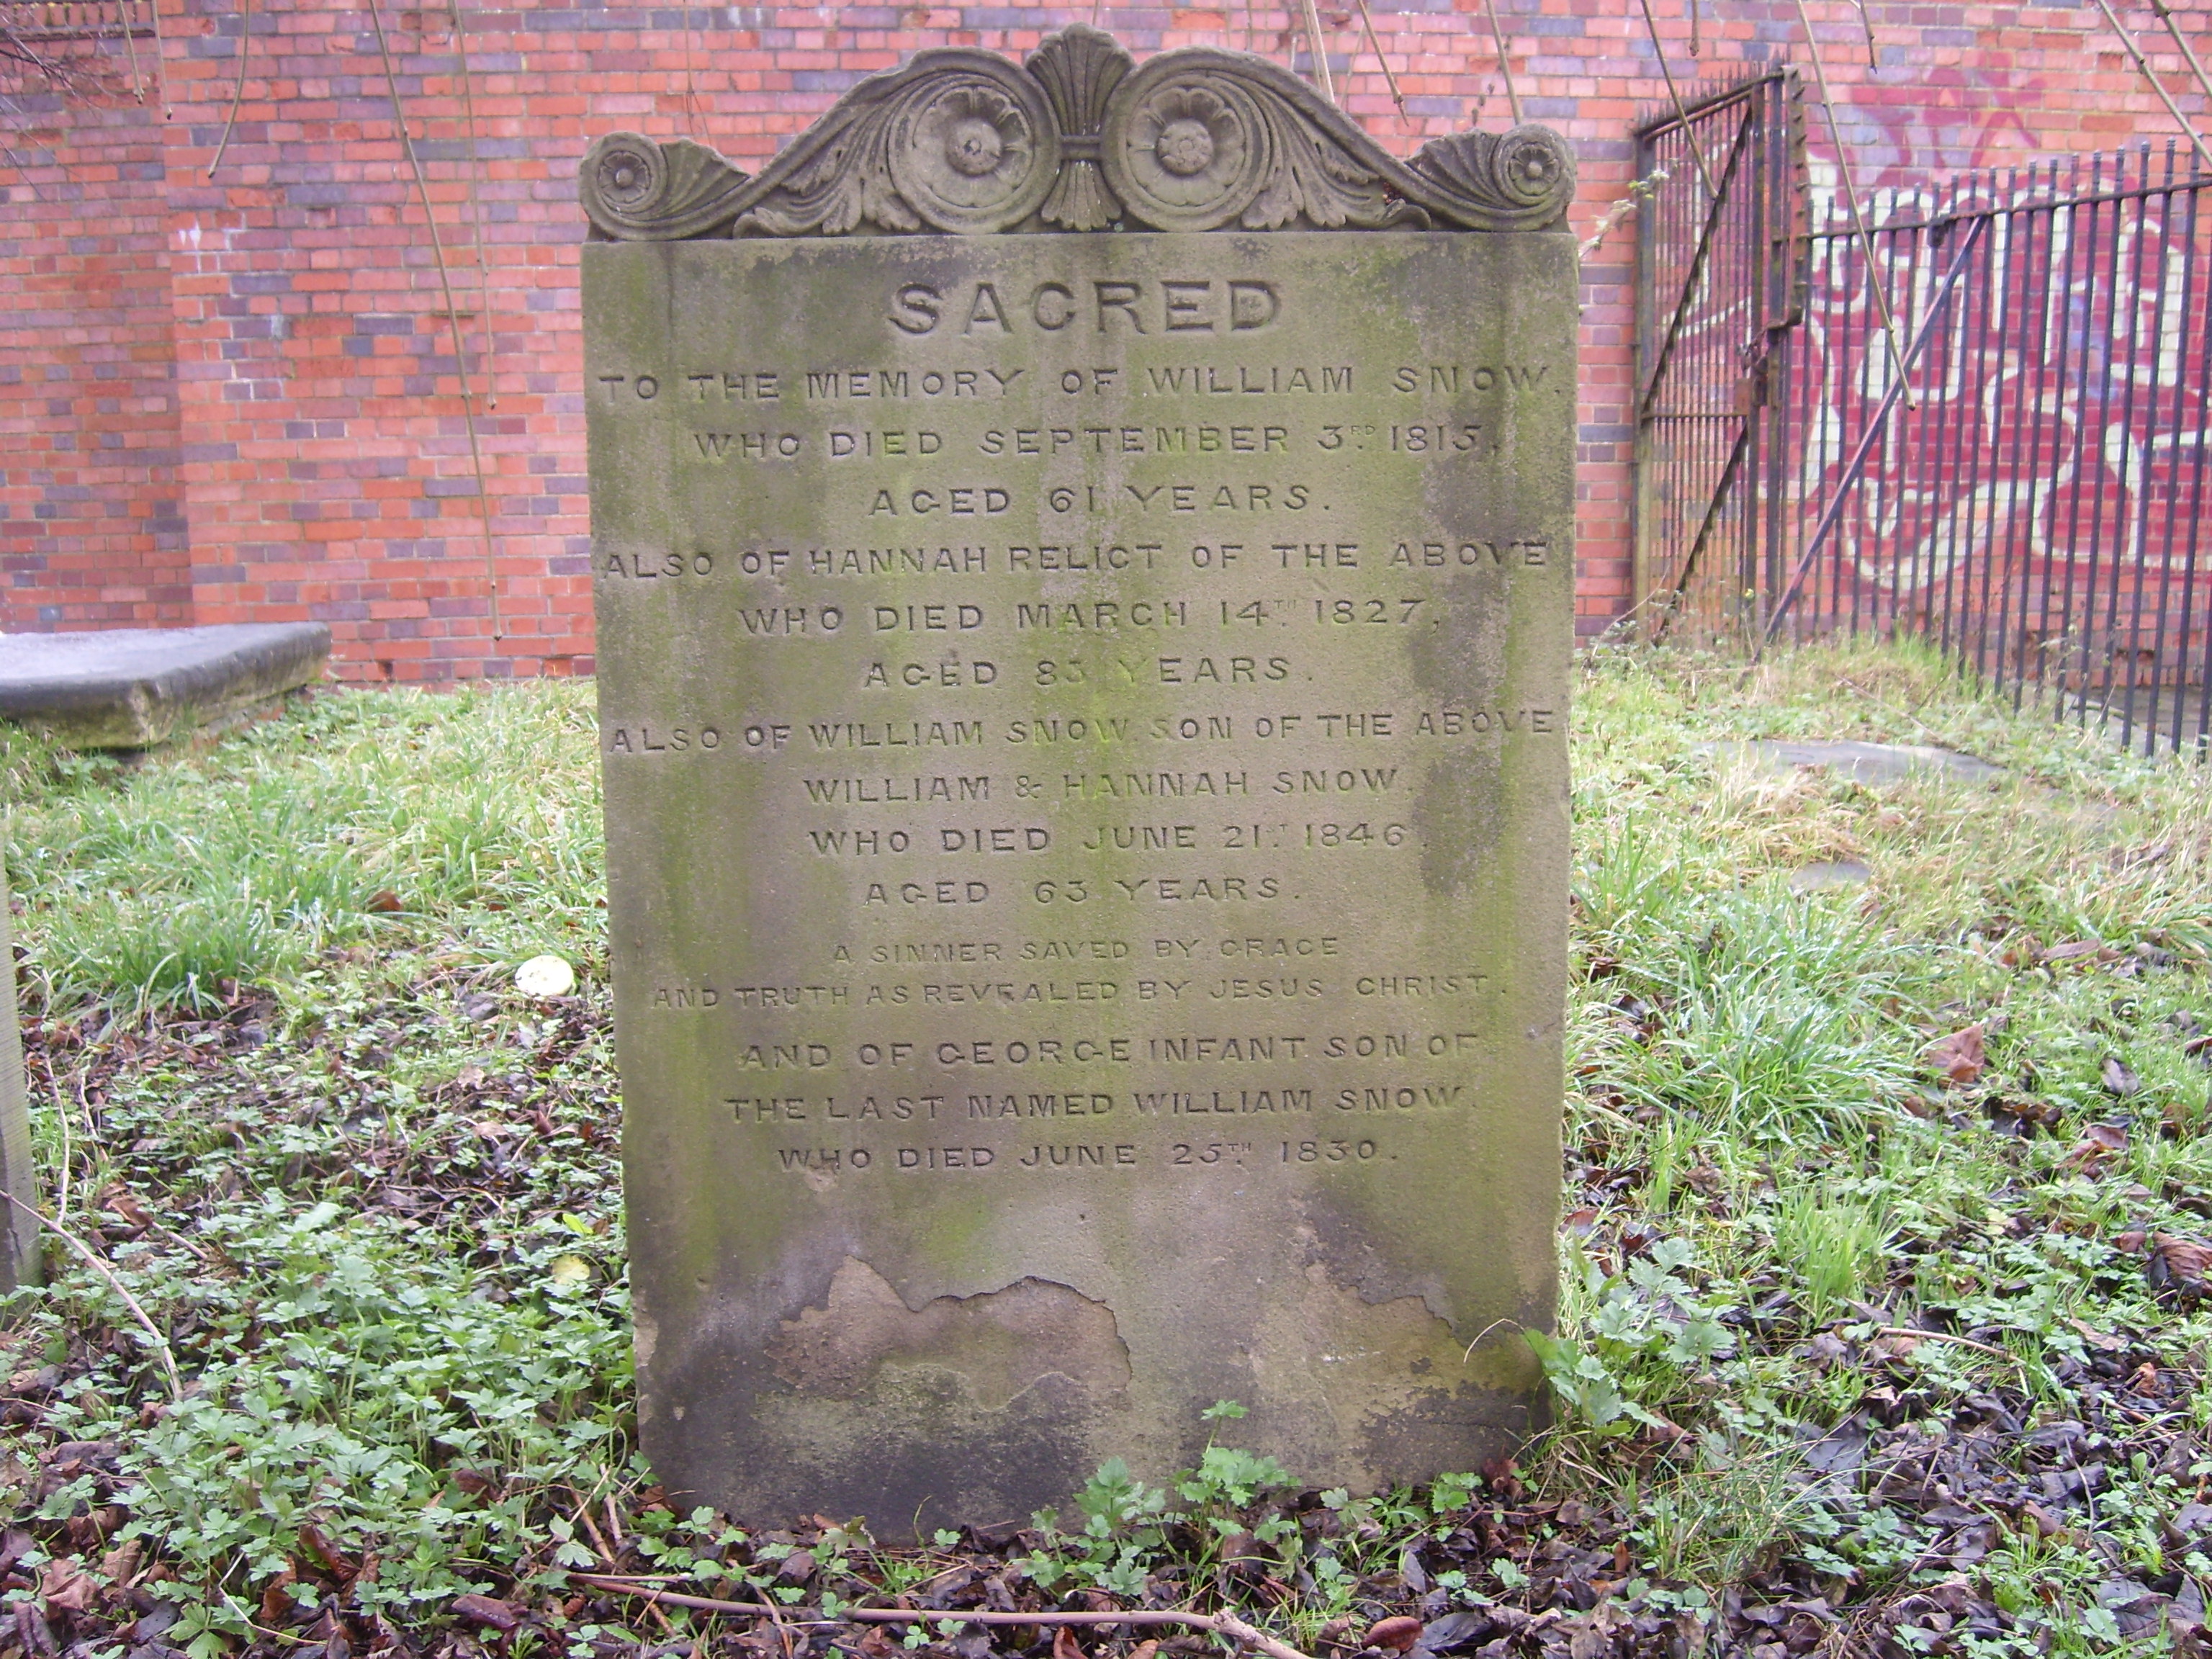 SACRED
TO THE MEMORY OF WILLIAM SNOW.
WHO DIED SEPTEMBER 3RD 1815,
AGED 61 YEARS.
ALSO OF HANNAH RELICT OF THE ABOVE
WHO DIED MARCH 14TH 1827,
AGED 83 YEARS.
ALSO OF WILLIAM SNOW SON OF THE ABOVE
WILLIAM & HANNAH SNOW.
WHO DIED JUNE 21T 1846.
AGED 63 YEARS.
A SINNER SAVED BY GRACE
AND TRUTH AS REVEALED BY JESUS CHRIST.
AND OF GEORGE INFANT SON OF
THE LAST NAMED WILLIAM SNOW.
WHO DIED JUNE 25TH 1830.